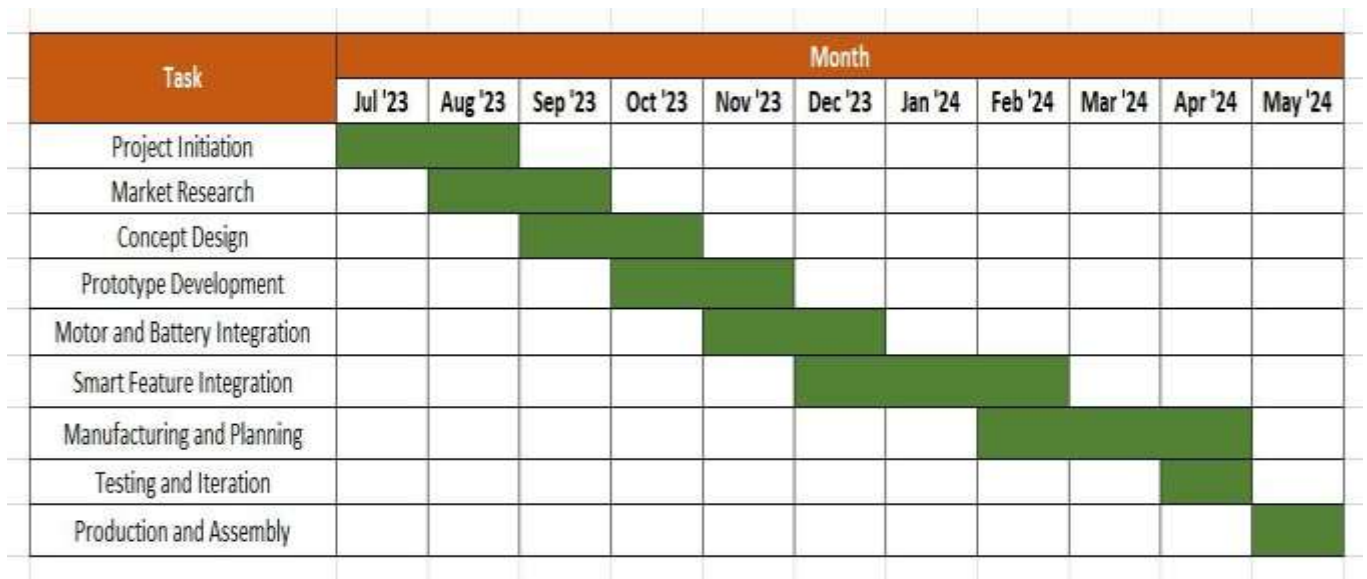 Task
Month
Jul '23 Aug '23 Sep '23 Oct '23 Nov '23 Dec '23 Jan '24 Feb '24 Mar '24 Apr '24 May '24
Project Initiation
Market Research
Concept Design
Prototype Development
Motor and Battery Integration
Smart Feature Integration
Manufacturing and Planning
Testing and Iteration
Production and Assembly